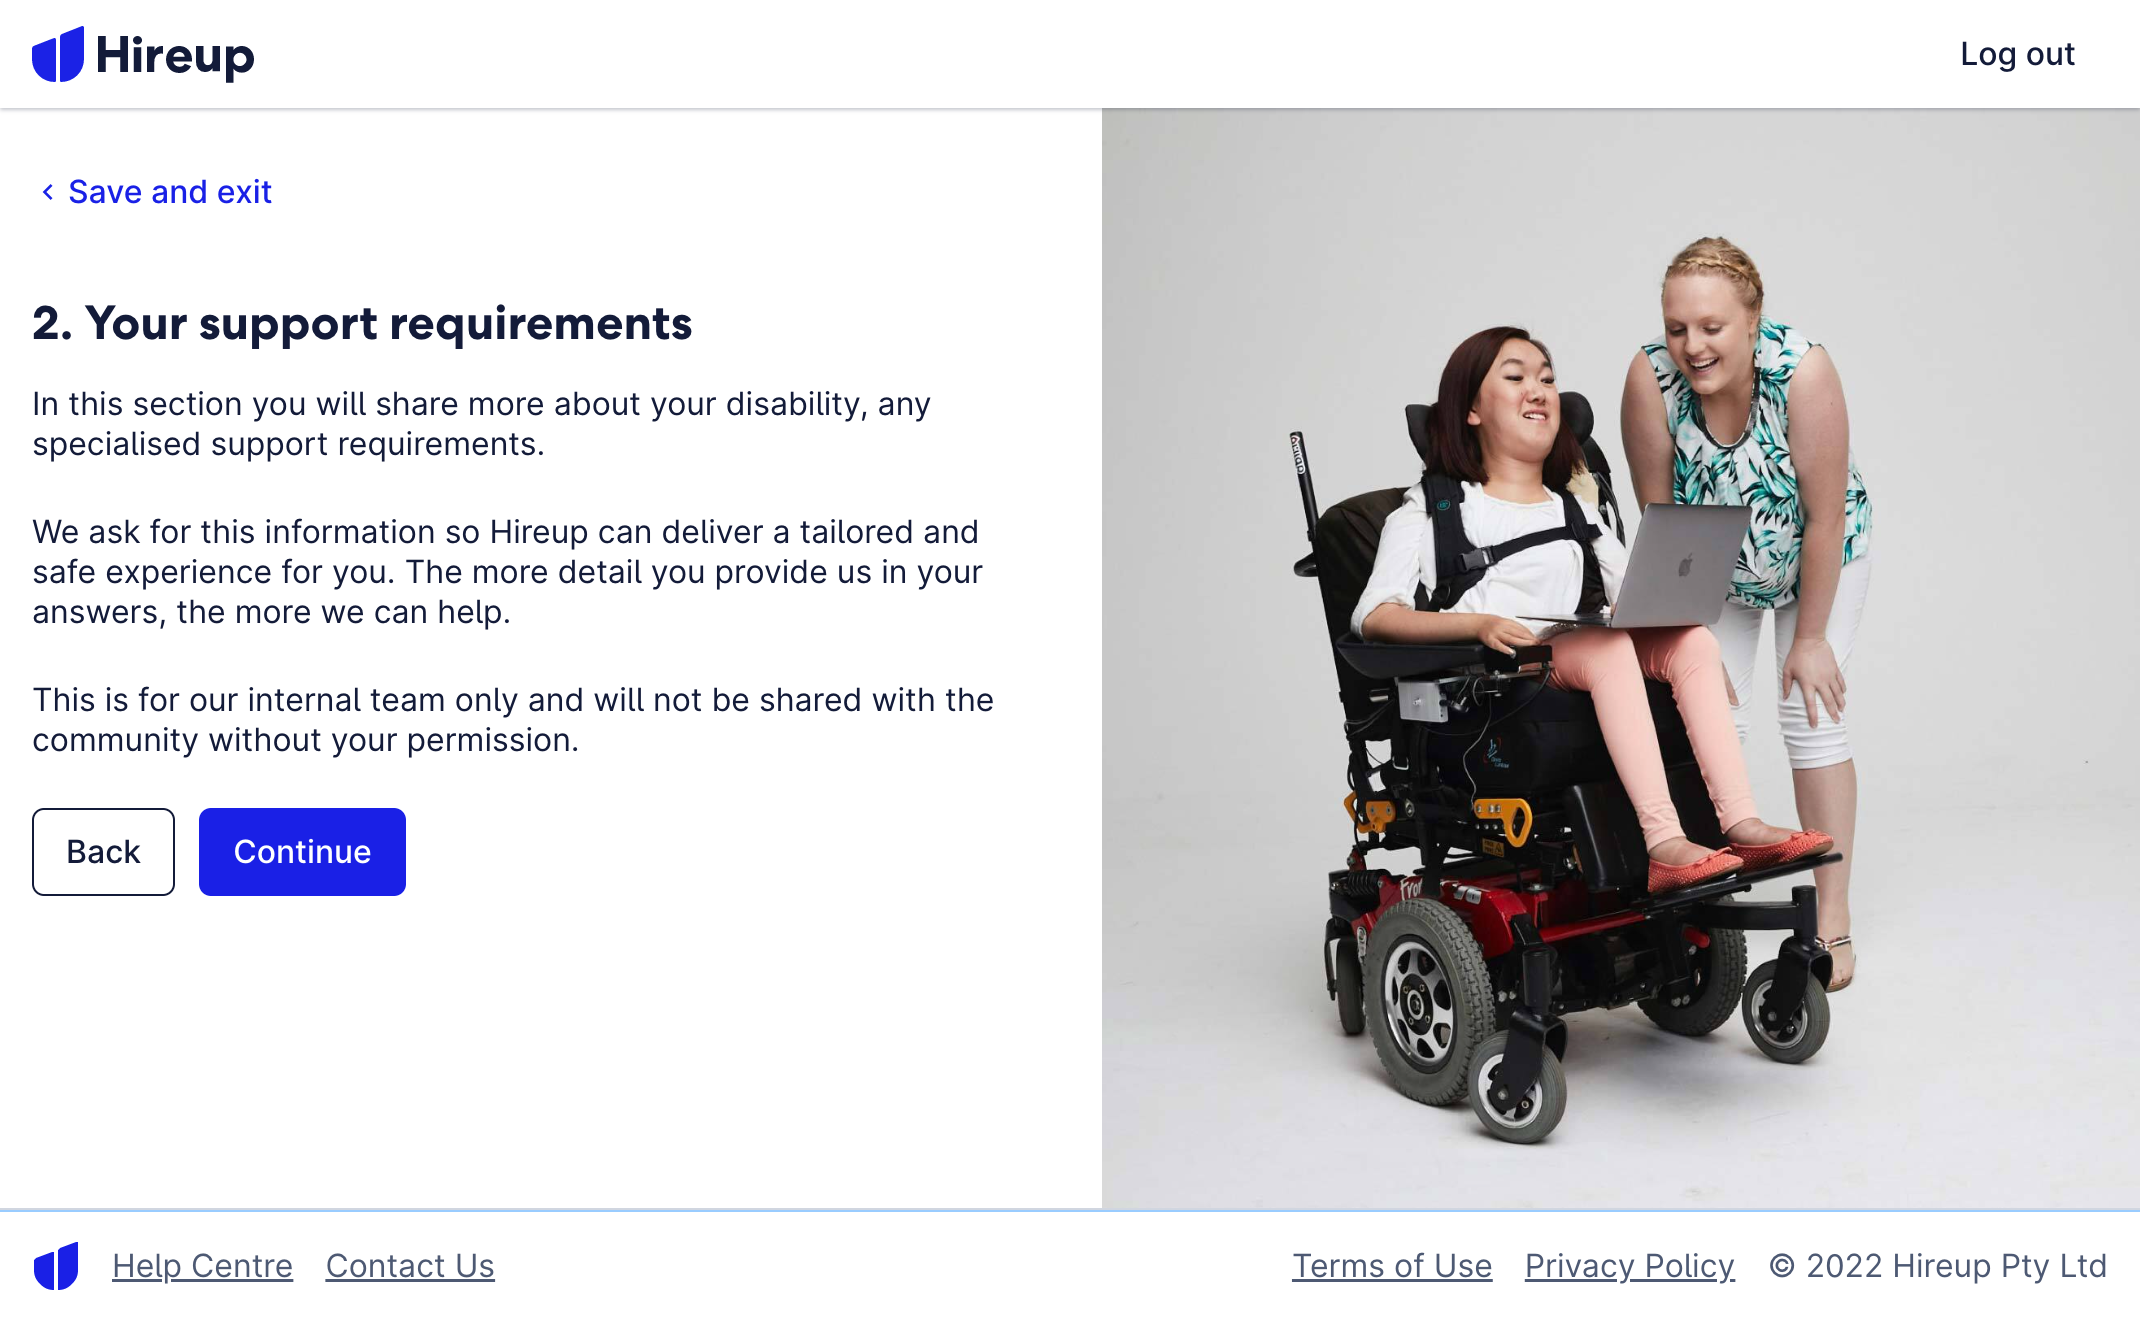 Hireup
Log out
‹ Save and exit
2. Your support requirements
In this section you will share more about your disability, any
specialised support requirements.
We ask for this information so Hireup can deliver a tailored and
safe experience for you. The more detail you provide us in your
answers, the more we can help.
This is for our internal team only and will not be shared with the
community without your permission.
Back
Continue
Help Centre
Contact Us
Terms of Use
Privacy Policy
© 2022 Hireup Pty Ltd